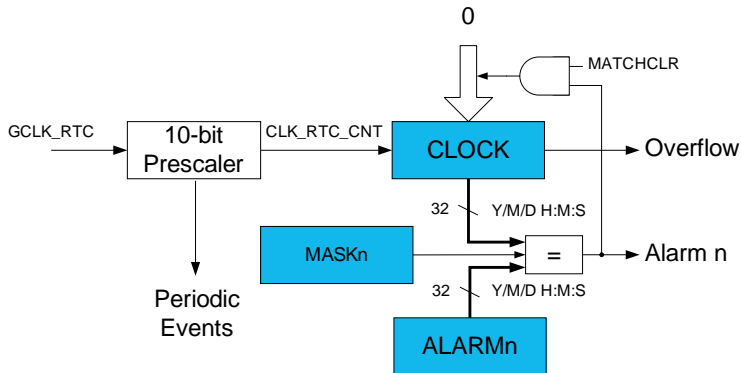 0
MATCHCLR
GCLK_RTC
10-bit
Prescaler
CLK_RTC_CNT
CLOCK
Overflow
32
Y/M/D H:M:S
MASKn
=
Alarm n
Periodic
Events
32
Y/M/D H:M:S
ALARMn